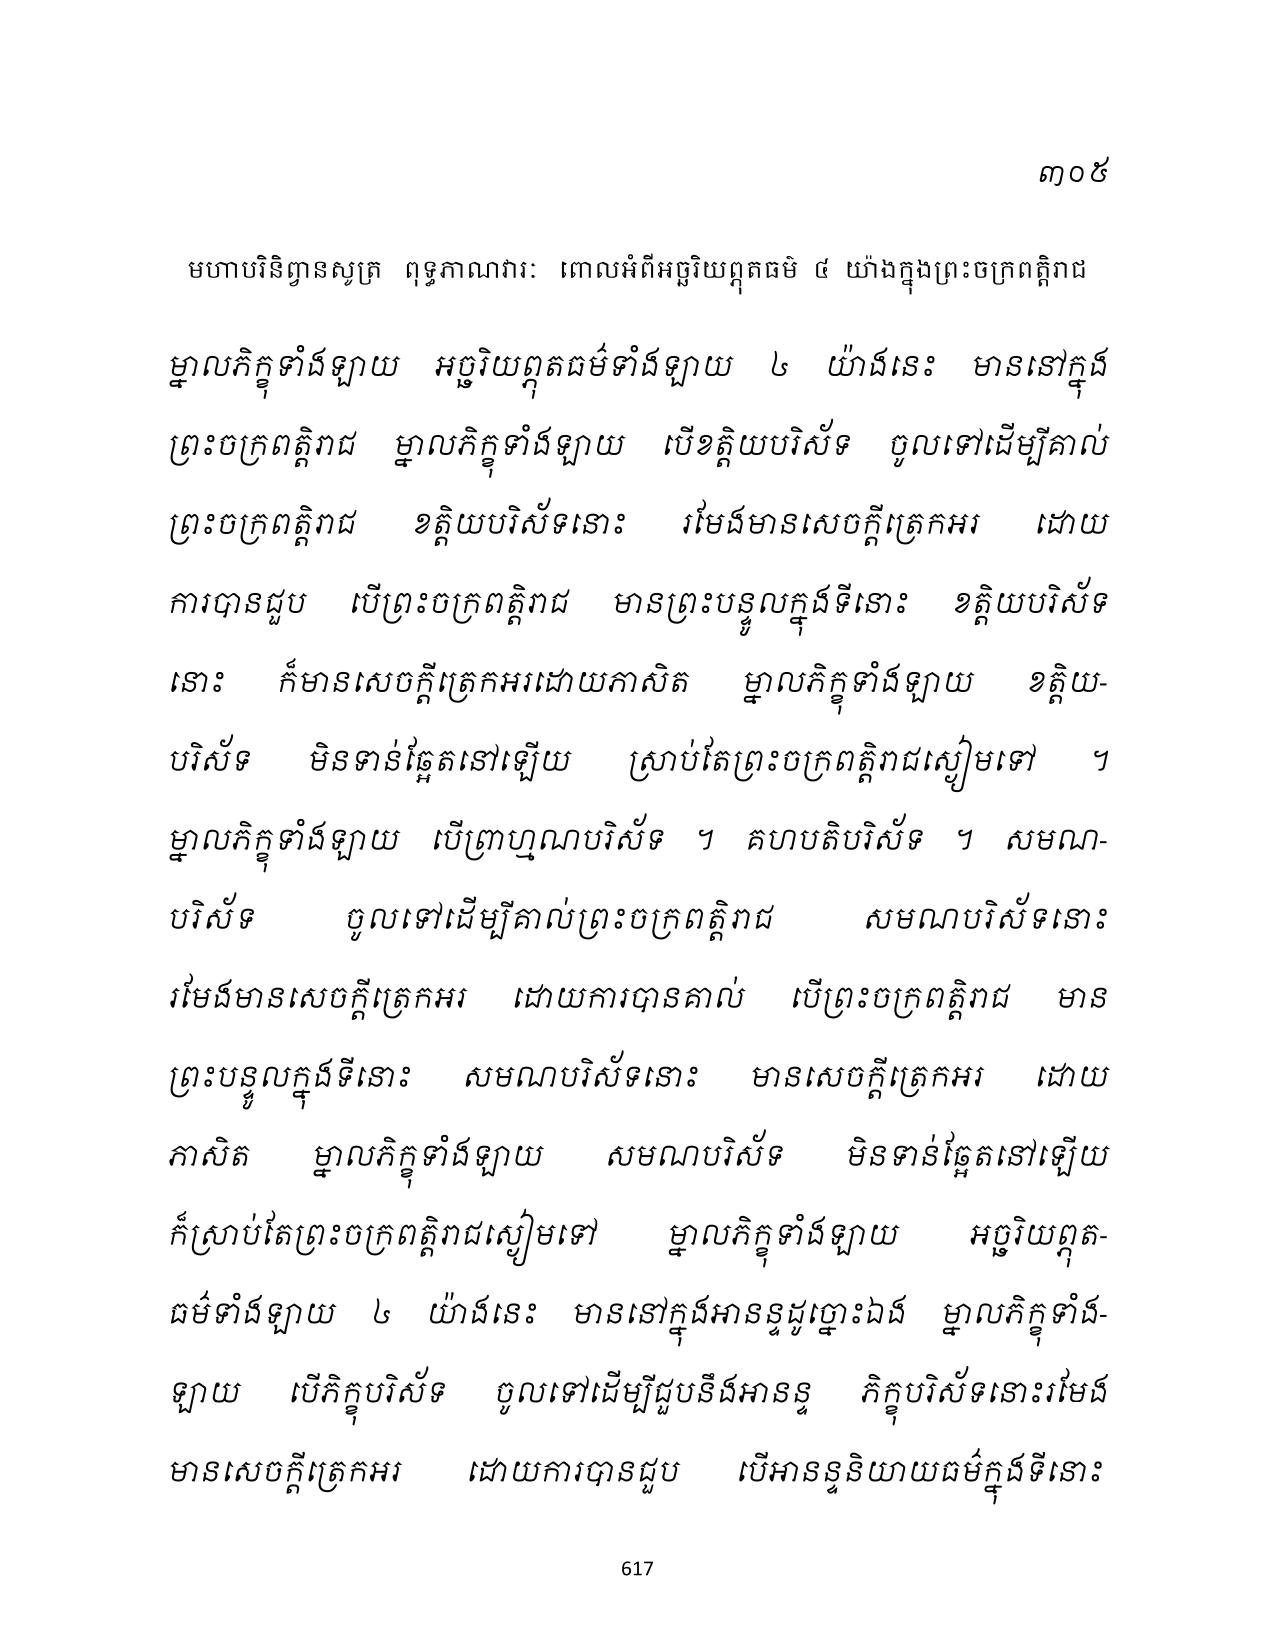 ៣០៥
មហាបរិនិព្វានសូត្រ ពុទ្ធភាណវារៈ ពោលអំពីអច្ឆរិយព្ភុតធម៌ ៤ យ៉ាងក្នុងព្រះចក្រពត្តិរាជ
ម្នាលភិក្ខុទាំងឡាយ អច្ឆរិយព្ភុតធម៌ទាំងឡាយ ៤ យ៉ាងនេះ មាននៅក្នុង
ព្រះចក្រពត្តិរាជ ម្នាលភិក្ខុទាំងឡាយ បើខត្តិយបរិស័ទ ចូលទៅដើម្បីគាល់
ព្រះចក្រពត្តិរាជ ខត្តិយបរិស័ទនោះ រមែងមានសេចក្តីត្រេកអរ ដោយ
ការបានជួប បើព្រះចក្រពត្តិរាជ មានព្រះបន្ទូលក្នុងទីនោះ ខត្តិយបរិស័ទ
នោះ ក៏មានសេចក្តីត្រេកអរដោយភាសិត ម្នាលភិក្ខុទាំងឡាយ ខត្តិយ-
បរិស័ទ មិនទាន់ឆ្អែតនៅឡើយ ស្រាប់តែព្រះចក្រពត្តិរាជស្ងៀមទៅ ។
ម្នាលភិក្ខុទាំងឡាយ បើព្រាហ្មណបរិស័ទ ។ គហបតិបរិស័ទ ។ សមណ-
បរិស័ទ ចូលទៅដើម្បីគាល់ព្រះចក្រពត្តិរាជ សមណបរិស័ទនោះ
រមែងមានសេចក្តីត្រេកអរ ដោយការបានគាល់ បើព្រះចក្រពត្តិរាជ មាន
ព្រះបន្ទូលក្នុងទីនោះ សមណបរិស័ទនោះ មានសេចក្តីត្រេកអរ ដោយ
ភាសិត ម្នាលភិក្ខុទាំងឡាយ សមណបរិស័ទ មិនទាន់ឆ្អែតនៅឡើយ
ក៏ស្រាប់តែព្រះចក្រពត្តិរាជស្ងៀមទៅ ម្នាលភិក្ខុទាំងឡាយ អច្ឆរិយព្ភុត-
ធម៌ទាំងឡាយ ៤ យ៉ាងនេះ មាននៅក្នុងអានន្ទដូច្នោះឯង ម្នាលភិក្ខុទាំង-
ឡាយ បើភិក្ខុបរិស័ទ ចូលទៅដើម្បីជួបនឹងអានន្ទ ភិក្ខុបរិស័ទនោះរមែង
មានសេចក្តីត្រេកអរ ដោយការបានជួប បើអានន្ទនិយាយធម៌ក្នុងទីនោះ
617